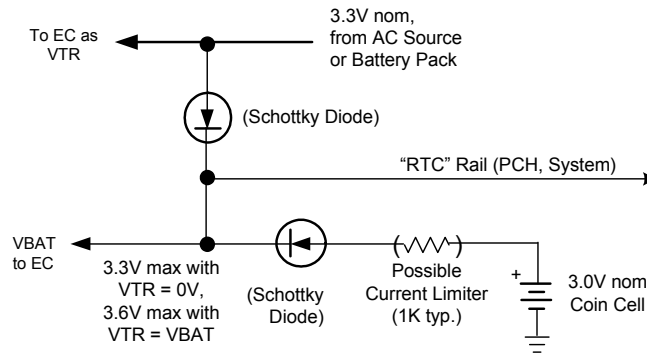 To EC as
VTR
3.3V nom,
from AC Source
or Battery Pack
(Schottky Diode)
“RTC” Rail (PCH, System)
VBAT
to EC
3.3V max with
VTR = 0V,
3.6V max with
VTR = VBAT
(Schottky
Diode)
( )
Possible
Current Limiter
(1K typ.)
+
3.0V nom
Coin Cell